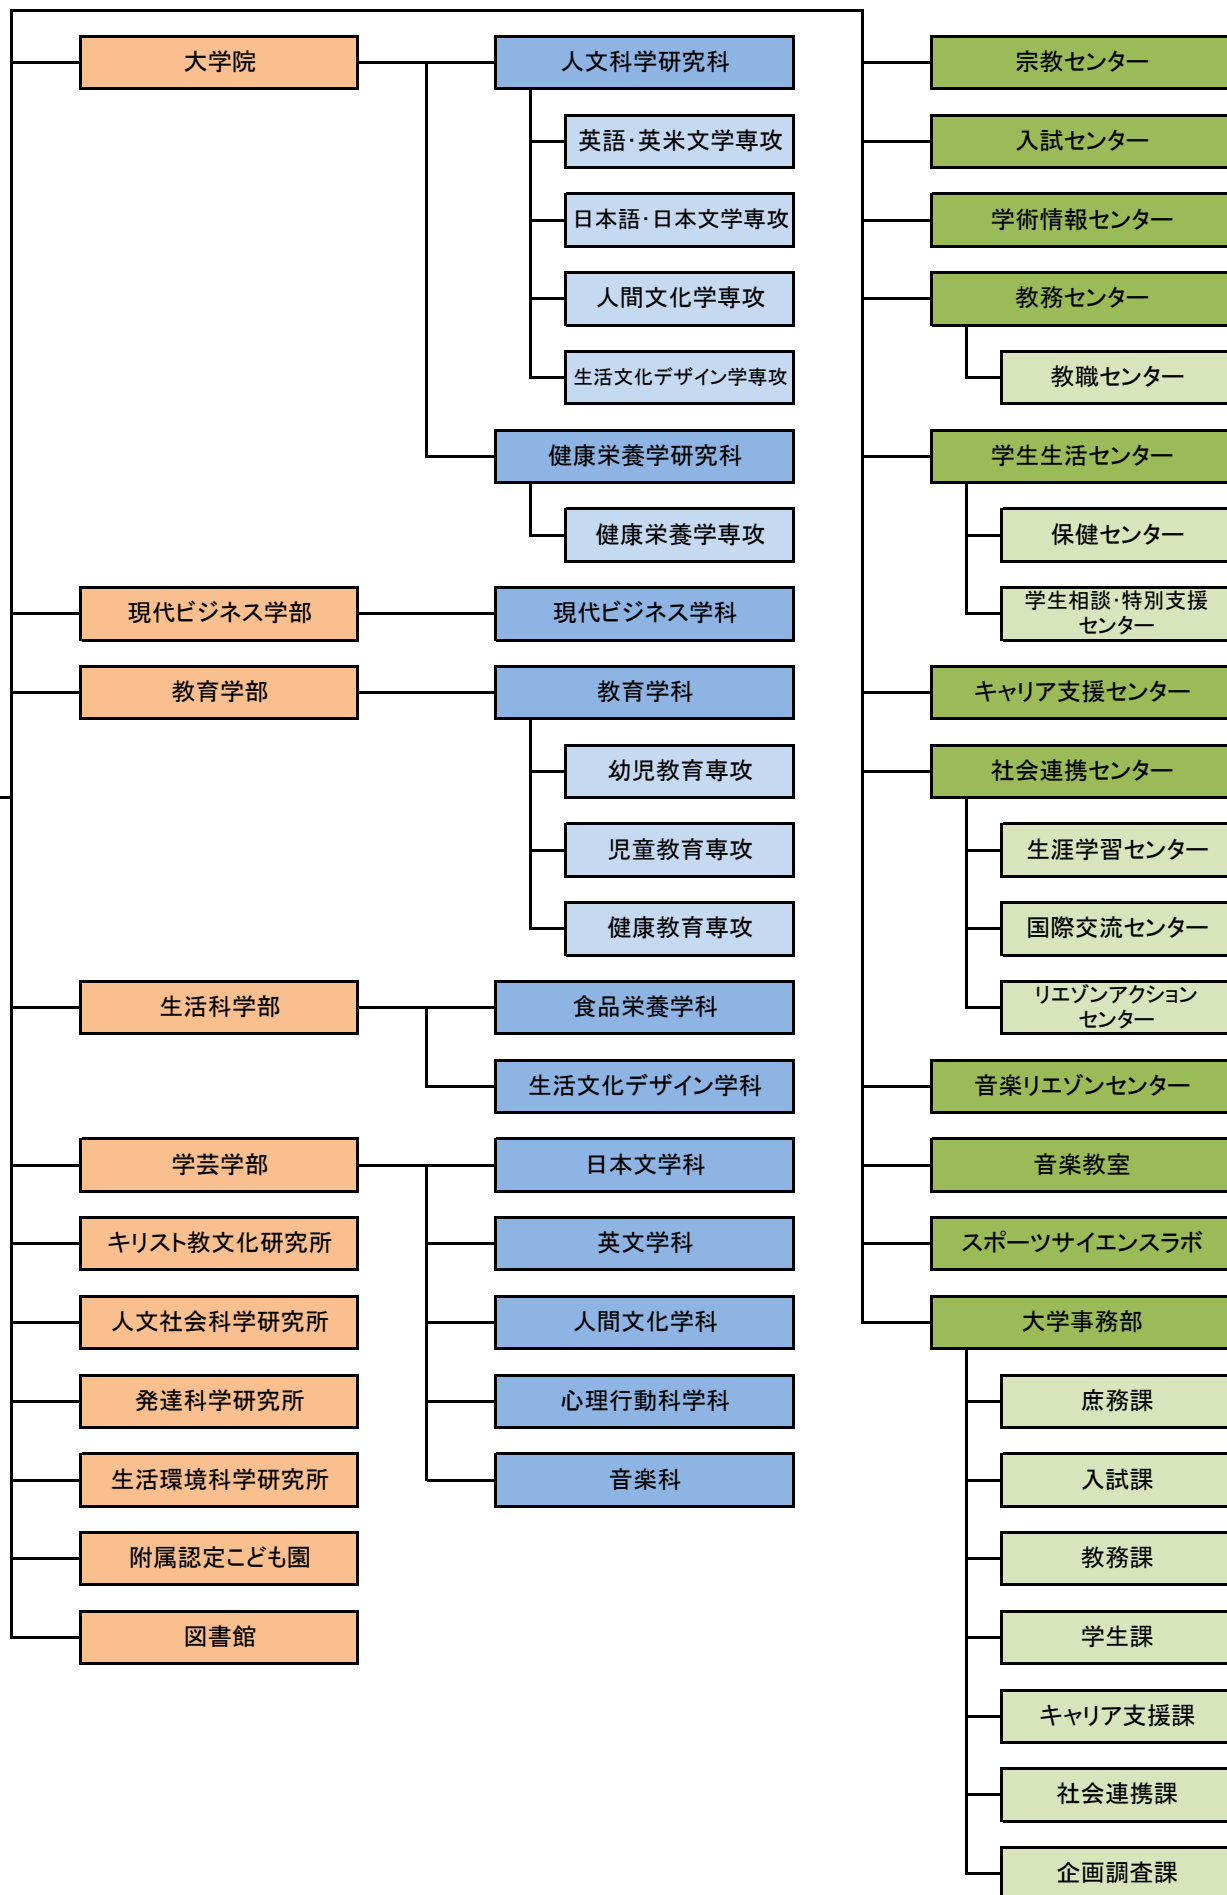 大学院
人文科学研究科
英語・英米文学専攻
日本語・日本文学専攻
人間文化学専攻
生活文化デザイン学専攻
健康栄養学研究科
健康栄養学専攻
現代ビジネス学部
現代ビジネス学科
教育学部
教育学科
幼児教育専攻
児童教育専攻
健康教育専攻
生活科学部
食品栄養学科
生活文化デザイン学科
学芸学部
日本文学科
英文学科
人間文化学科
心理行動科学科
音楽科
キリスト教文化研究所
人文社会科学研究所
発達科学研究所
生活環境科学研究所
附属認定こども園
図書館
宗教センター
入試センター
学術情報センター
教務センター
教職センター
学生生活センター
保健センター
学生相談・特別支援
センター
キャリア支援センター
社会連携センター
生涯学習センター
国際交流センター
リエゾンアクション
センター
音楽リエゾンセンター
音楽教室
スポーツサイエンスラボ
大学事務部
庶務課
入試課
教務課
学生課
キャリア支援課
社会連携課
企画調査課